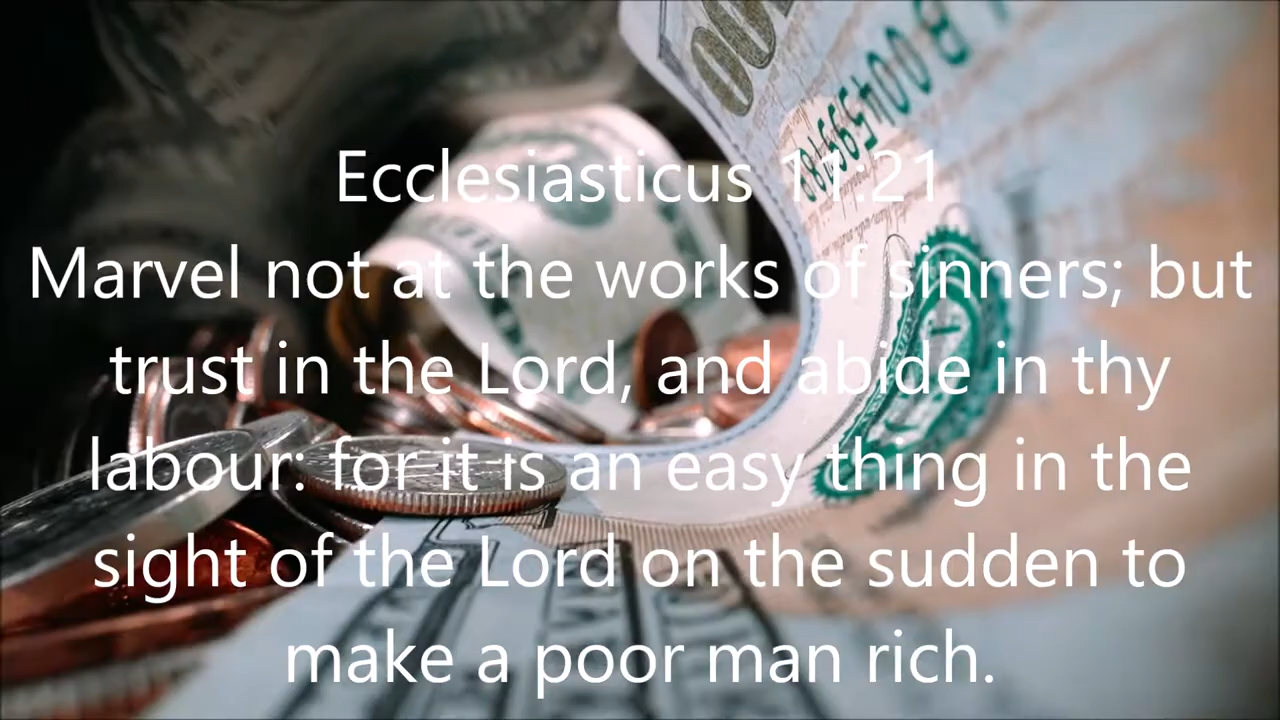 Ecclesiasticus 11:21
Marvel not at the works of sinners; but
trust in the Lord, and abide in thy
labour: for it is an easy thing in the
sight of the Lord on the sudden to
make a poor man rich.